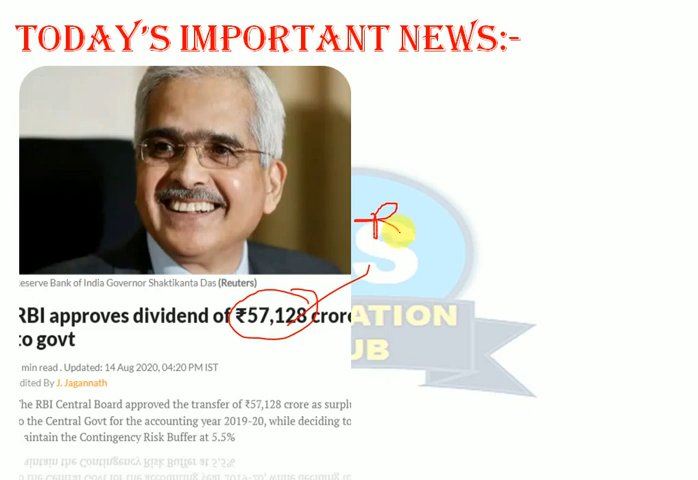 TODAY'S IMPORTANT NEWS:-
eserve Bank of India Governor Shaktikanta Das (Reuters)
RBI approves dividend of ₹57,128 crore
to govt
min read . Updated: 14 Aug 2020, 04:20 PM IST
dited By J. Jagannath
The RBI Central Board approved the transfer of ₹57,128 crore as surplu
o the Central Govt for the accounting year 2019-20, while deciding to
aintain the Contingency Risk Buffer at 5.5%
S
ATION
UB